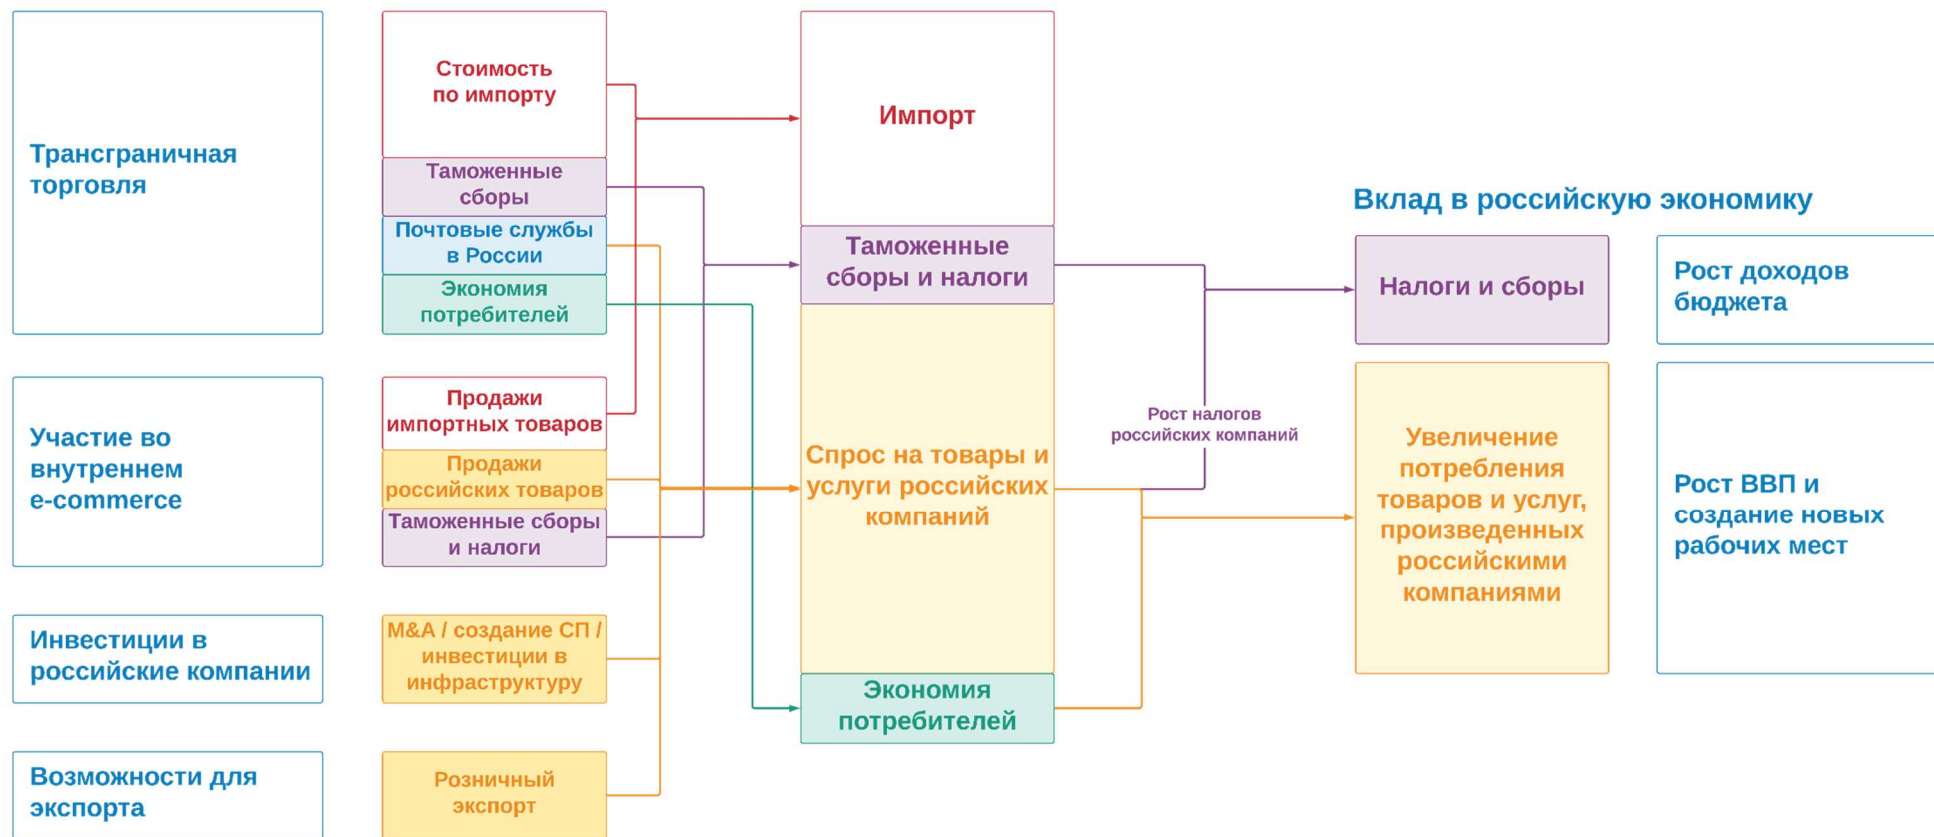 Трансграничная
торговля
Стоимость
по импорту
Таможенные
сборы
Почтовые службы
в России
Экономия
потребителей
Участие во
внутреннем
e-commerce
Продажи
импортных товаров
Продажи
российских товаров
Таможенные сборы
и налоги
Инвестиции в
российские компании
M&A / создание СП /
инвестиции в
инфраструктуру
Возможности для
экспорта
Розничный
экспорт
Импорт
Таможенные
сборы и налоги
Спрос на товары и
услуги российских
компаний
Экономия
потребителей
Рост налогов
российских компаний
Вклад в российскую экономику
Налоги и сборы
Рост доходов
бюджета
Увеличение
потребления
товаров и услуг,
произведенных
российскими
компаниями
Рост ВВП и
создание новых
рабочих мест